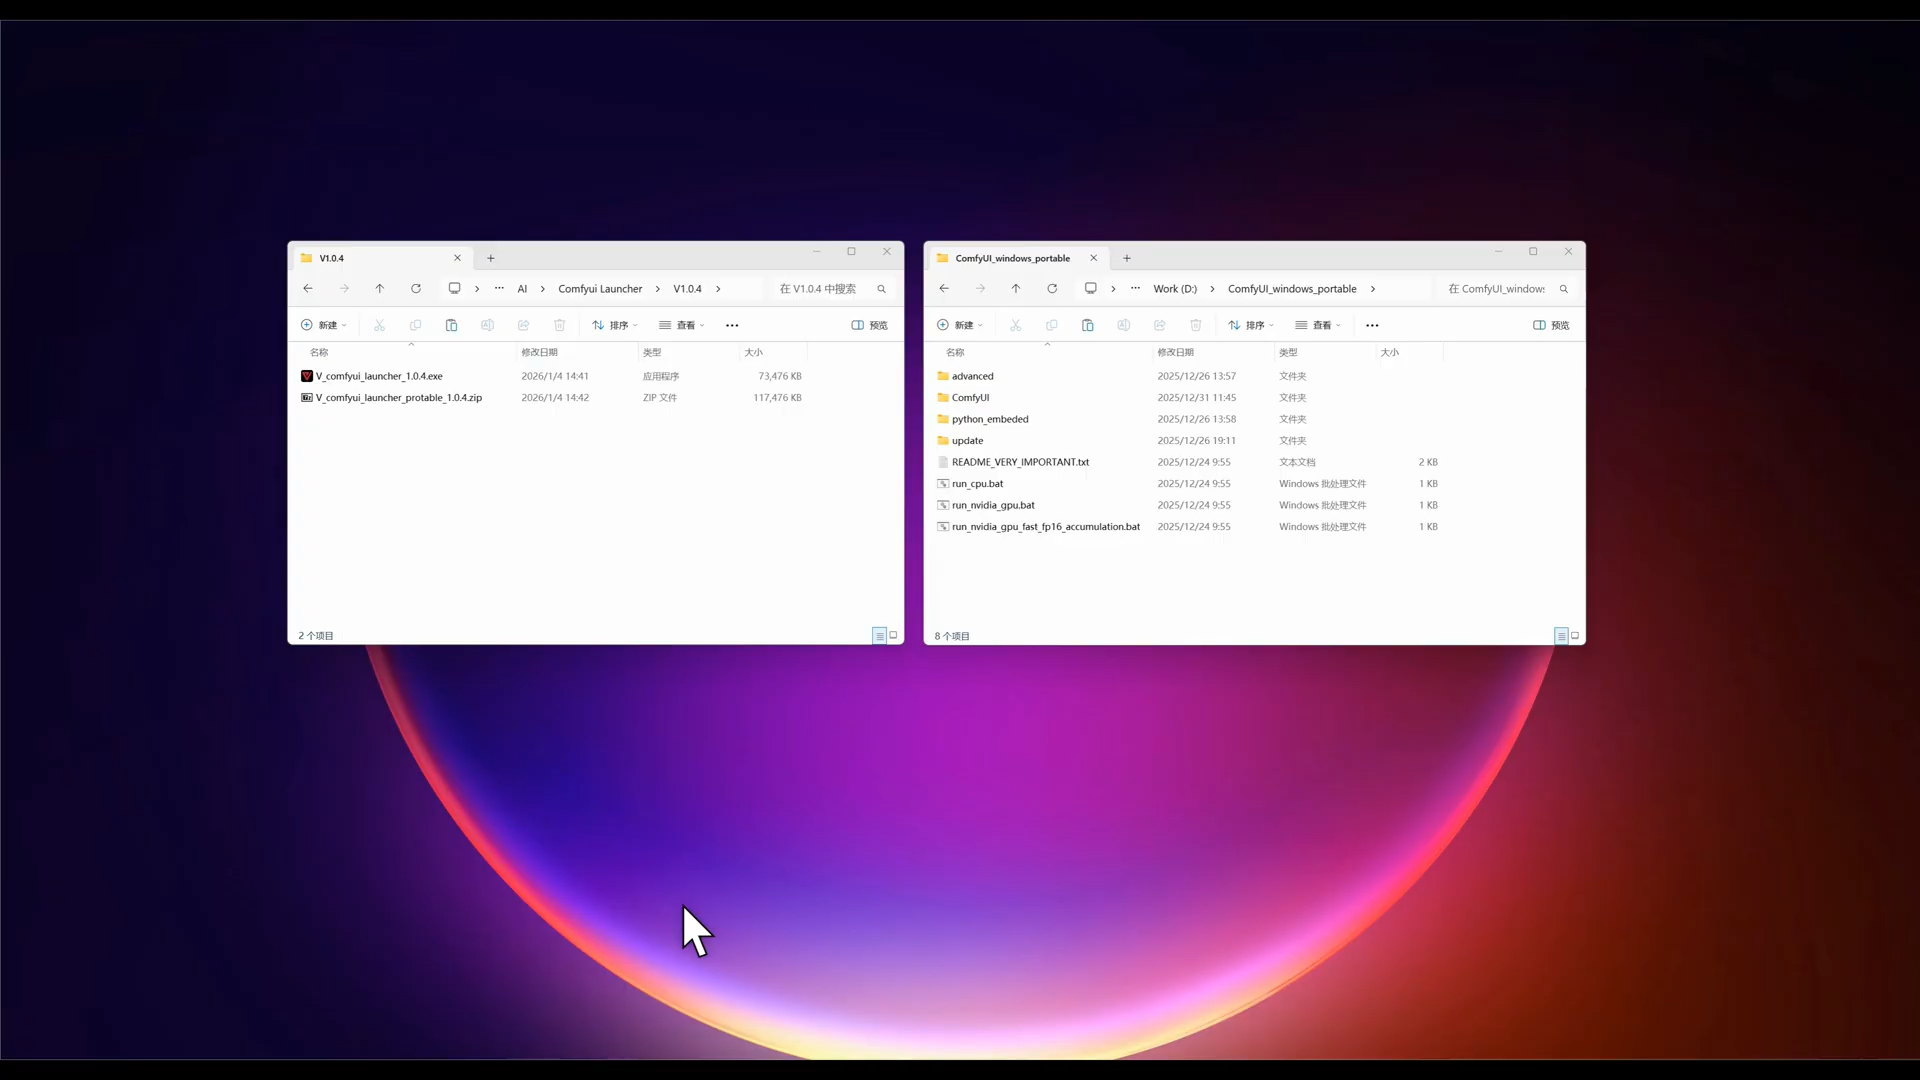 V1.0.4
AI Comfyui Launcher V1.0.4 在 V1.0.4 中搜索
新建 排序 查看 预览
名称 修改日期 类型 大小
V_comfyui_launcher_1.0.4.exe 2026/1/4 14:41 应用程序 73,476 KB
V_comfyui_launcher_protable_1.0.4.zip 2026/1/4 14:42 ZIP 文件 117,476 KB
2 个项目
ComfyUI_windows_portable
Work (D:) ComfyUI_windows_portable 在 ComfyUI_windows
新建 排序 查看 预览
名称 修改日期 类型 大小
advanced 2025/12/26 13:57 文件夹
ComfyUI 2025/12/31 11:45 文件夹
python_embeded 2025/12/26 13:58 文件夹
update 2025/12/26 19:11 文件夹
README_VERY_IMPORTANT.txt 2025/12/24 9:55 文本文档 2 KB
run_cpu.bat 2025/12/24 9:55 Windows 批处理文件 1 KB
run_nvidia_gpu.bat 2025/12/24 9:55 Windows 批处理文件 1 KB
run_nvidia_gpu_fast_fp16_accumulation.bat 2025/12/24 9:55 Windows 批处理文件 1 KB
8 个项目